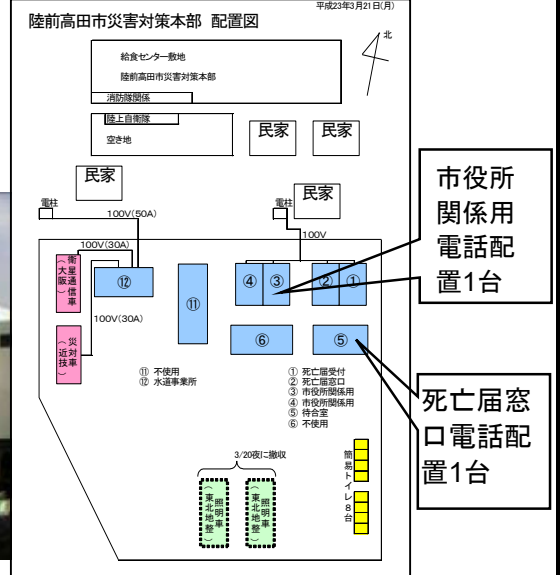 平成23年3月21日(月)
陸前高田市災害対策本部 配置図
北
給食センター敷地
陸前高田市災害対策本部
消防隊関係
陸上自衛隊
空き地
民家
民家
民家
民家
電柱
100V(50A)
電柱
100V
100V(30A)
衛星通信車
(大阪)
⑫
⑪
④
③
②
①
100V(30A)
災対車
(近技)
⑥
⑤
⑪ 不使用
⑫ 水道事業所
① 死亡届受付
② 死亡届窓口
③ 市役所関係用
④ 市役所関係用
⑤ 待合室
⑥ 不使用
3/20夜に撤収
照明車
(東北地整)
照明車
(東北地整)
簡易トイレ8台
市役所
関係用
電話配
置1台
死亡届窓
口電話配
置1台